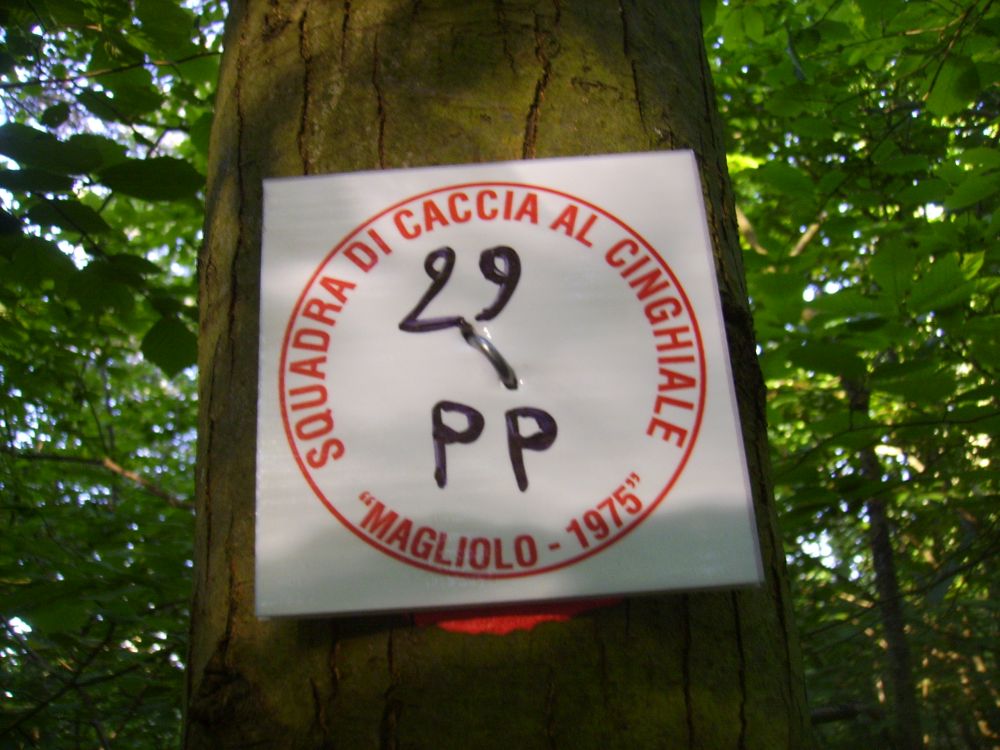 SQUADRA DI CACCIA AL CINGHIALE
29
PP
"MAGLIOLO - 1975"